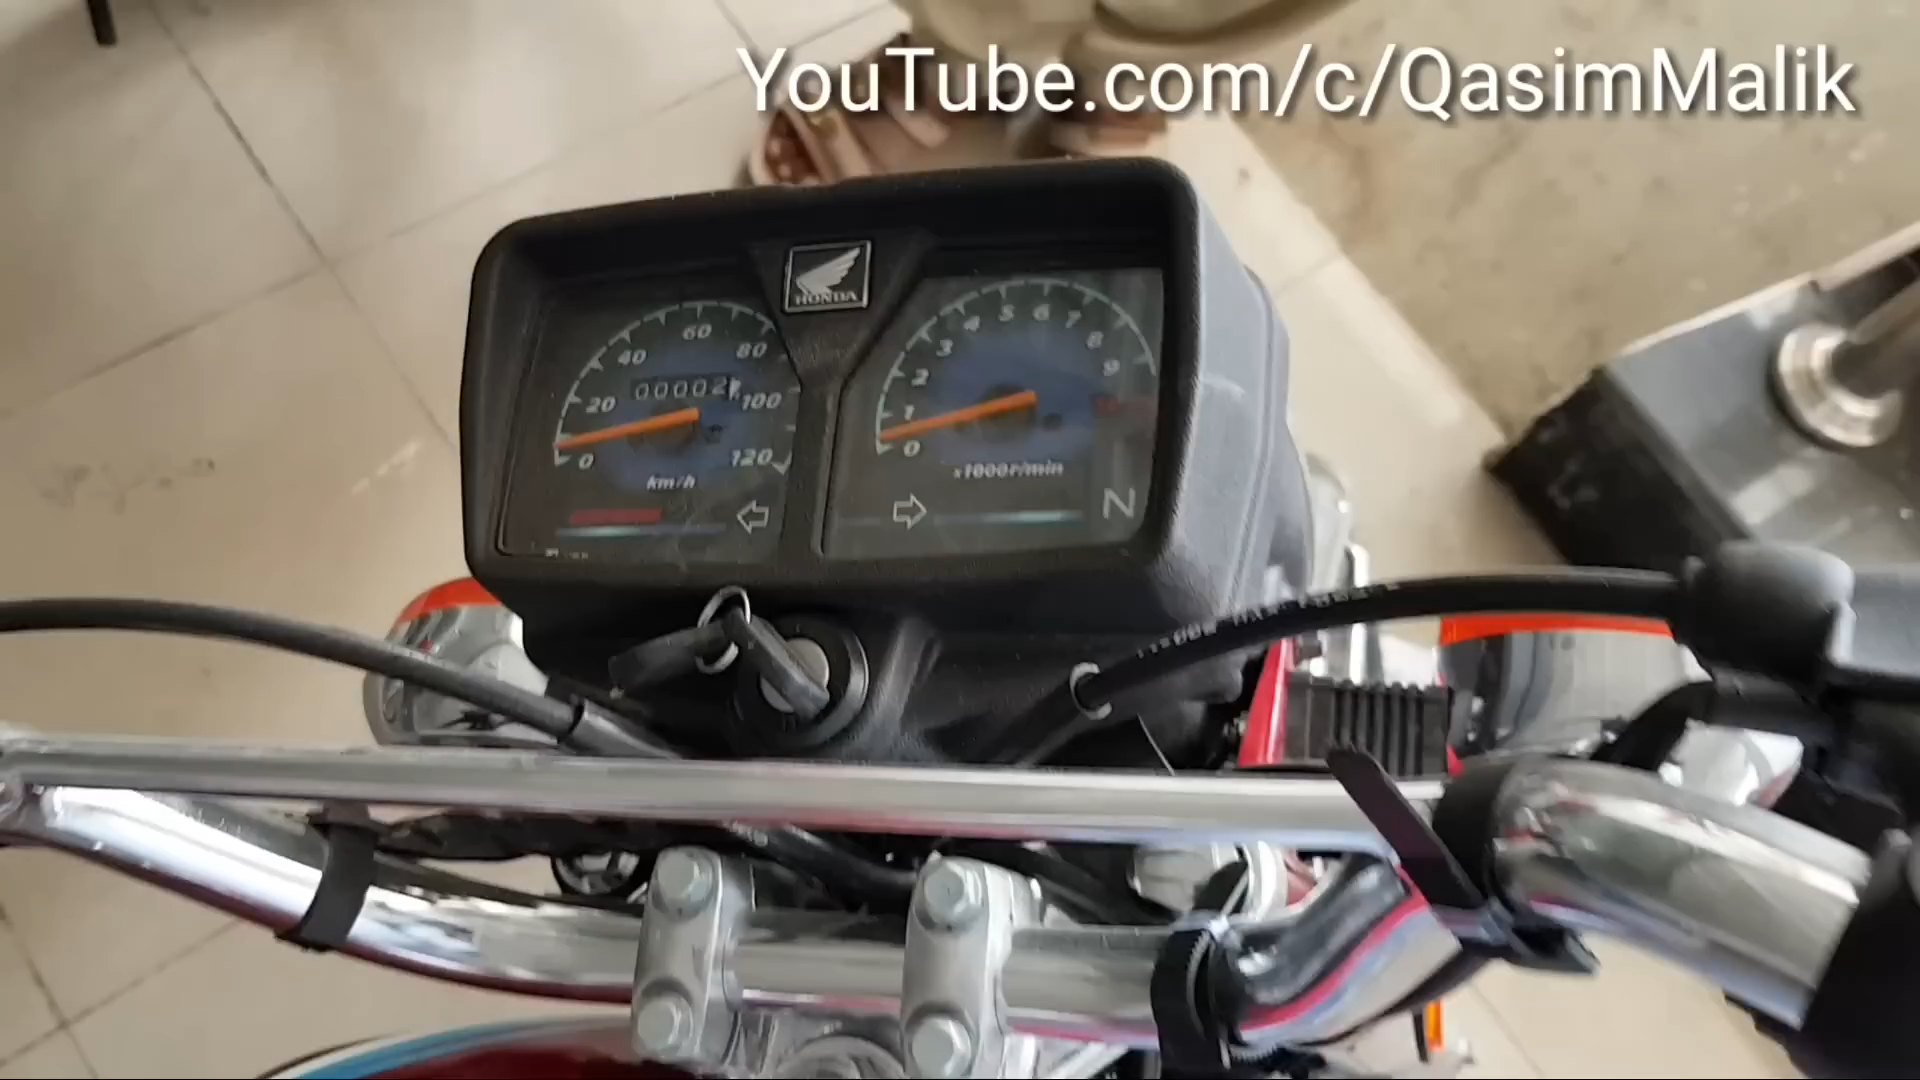 YouTube.com/c/QasimMalik
HONDA
0 20 40 60 80 100 120
00002
km/h
0 1 2 3 4 5 6 7 8 9
x1000r/min
N